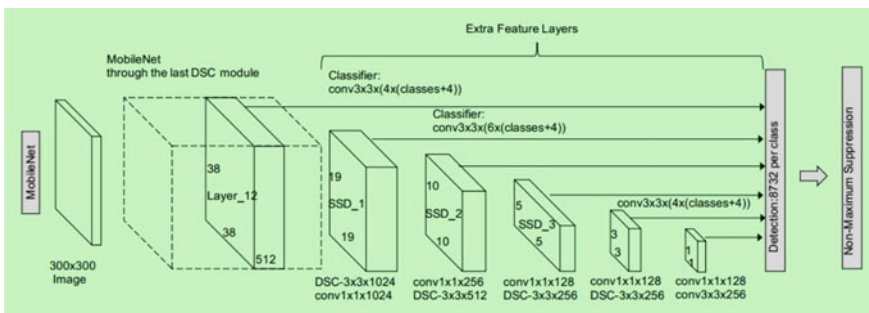 Extra Feature Layers
MobileNet
through the last DSC module
Classifier:
conv3x3x(4x(classes+4))
Classifier:
conv3x3x(6x(classes+4))
MobileNet
38
Layer_12
38
512
19
SSD_1
19
10
SSD_2
10
5
SSD_3
5
conv3x3x(4x(classes+4))
3
3
1
1
Detection:8732 per class
Non-Maximum Suppression
300x300
Image
DSC-3x3x1024
conv1x1x1024
conv1x1x256
DSC-3x3x512
conv1x1x128
DSC-3x3x256
conv1x1x128
DSC-3x3x256
conv1x1x128
conv3x3x256